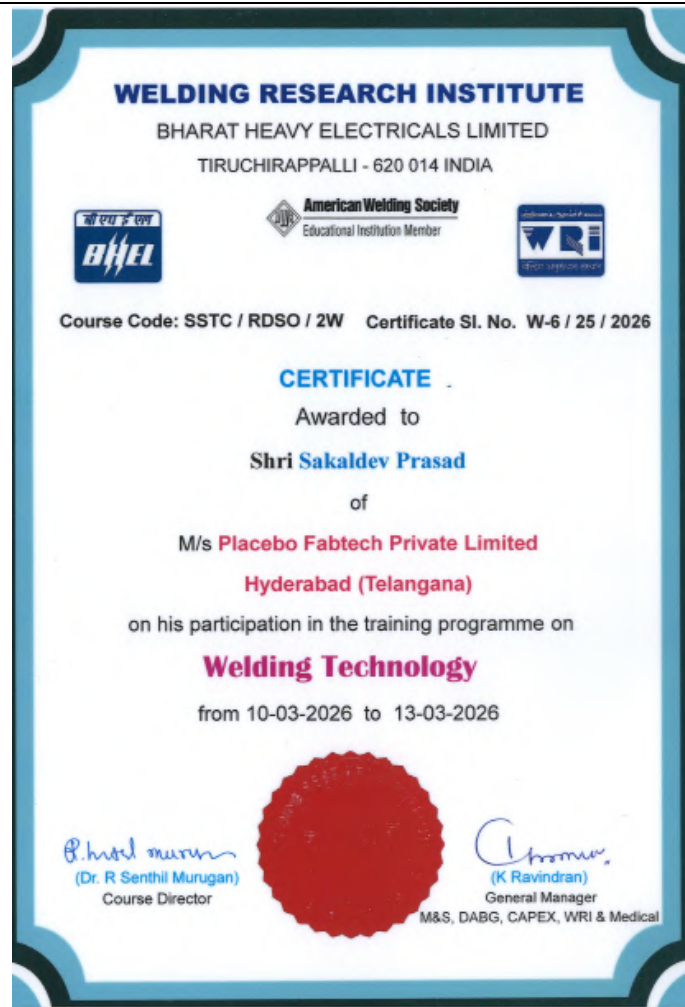 WELDING RESEARCH INSTITUTE
BHARAT HEAVY ELECTRICALS LIMITED
TIRUCHIRAPPALLI - 620 014 INDIA
बी एच ई एल
BHEL
American Welding Society
Educational Institution Member
WRI
Course Code: SSTC / RDSO / 2W Certificate Sl. No. W-6 / 25 / 2026
CERTIFICATE
Awarded to
Shri Sakaldev Prasad
of
M/s Placebo Fabtech Private Limited
Hyderabad (Telangana)
on his participation in the training programme on
Welding Technology
from 10-03-2026 to 13-03-2026
(Dr. R Senthil Murugan)
Course Director
(K Ravindran)
General Manager
M&S, DABG, CAPEX, WRI & Medical